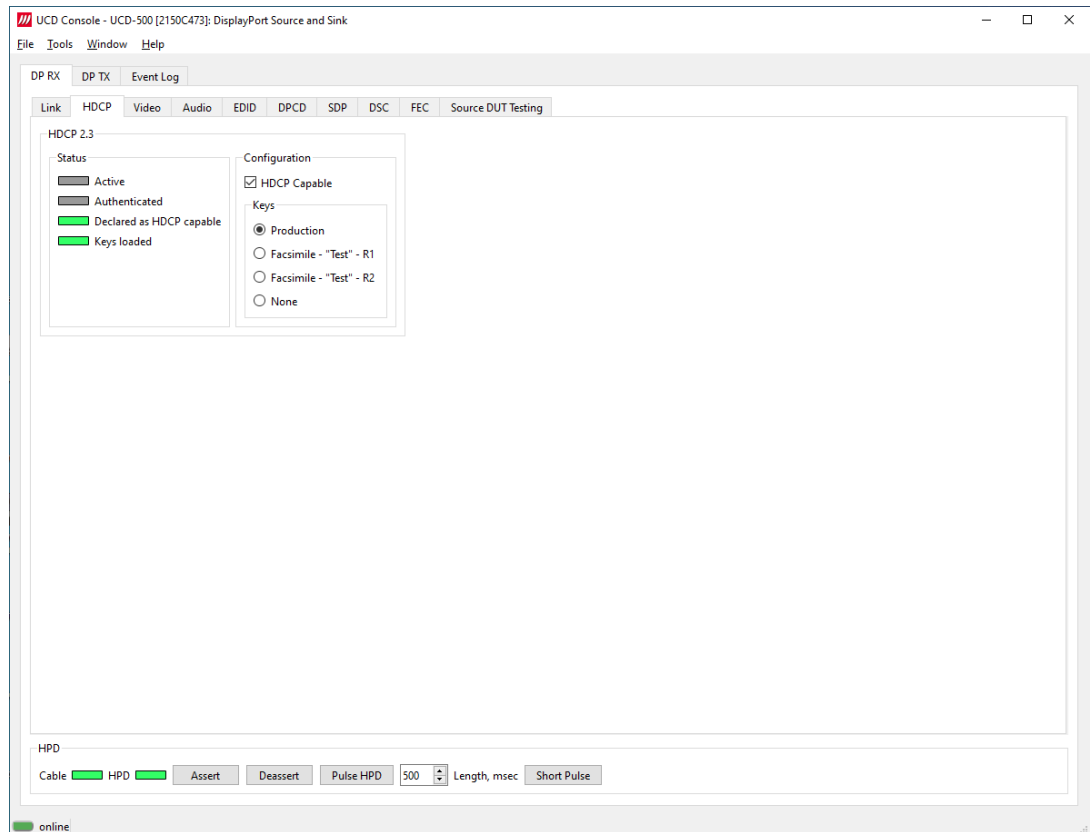 UCD Console - UCD-500 [2150C473]: DisplayPort Source and Sink
File Tools Window Help
DP RX DP TX Event Log
Link HDCP Video Audio EDID DPCD SDP DSC FEC Source DUT Testing
HDCP 2.3
Status
Active
Authenticated
Declared as HDCP capable
Keys loaded
Configuration
HDCP Capable
Keys
Production
Facsimile - "Test" - R1
Facsimile - "Test" - R2
None
HPD
Cable HPD Assert Deassert Pulse HPD 500 Length, msec Short Pulse
online